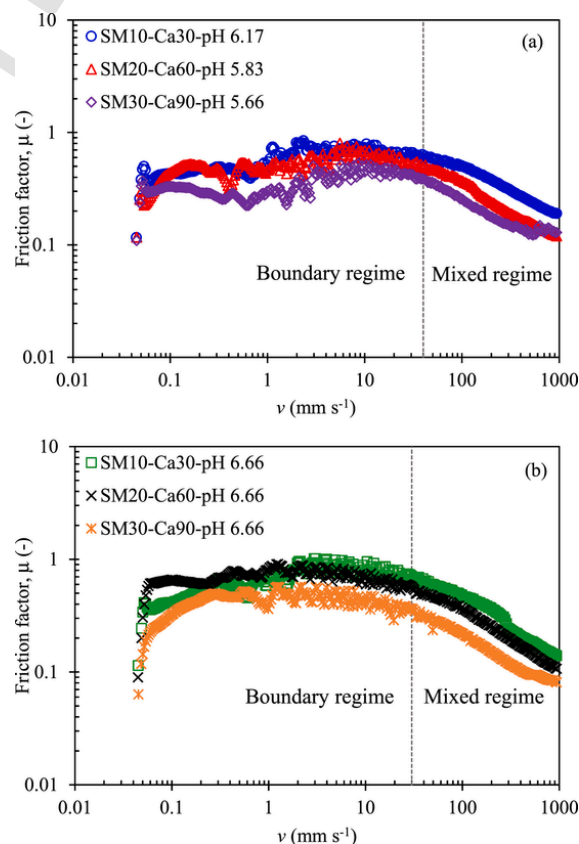 10
(a)
SM10-Ca30-pH 6.17
SM20-Ca60-pH 5.83
SM30-Ca90-pH 5.66
1
Friction factor, μ (-)
0.1
Boundary regime
Mixed regime
0.01
0.01 0.1 1 10 100 1000
v (mm s-1)
10
(b)
SM10-Ca30-pH 6.66
SM20-Ca60-pH 6.66
SM30-Ca90-pH 6.66
1
Friction factor, μ (-)
0.1
Boundary regime
Mixed regime
0.01
0.01 0.1 1 10 100 1000
v (mm s-1)